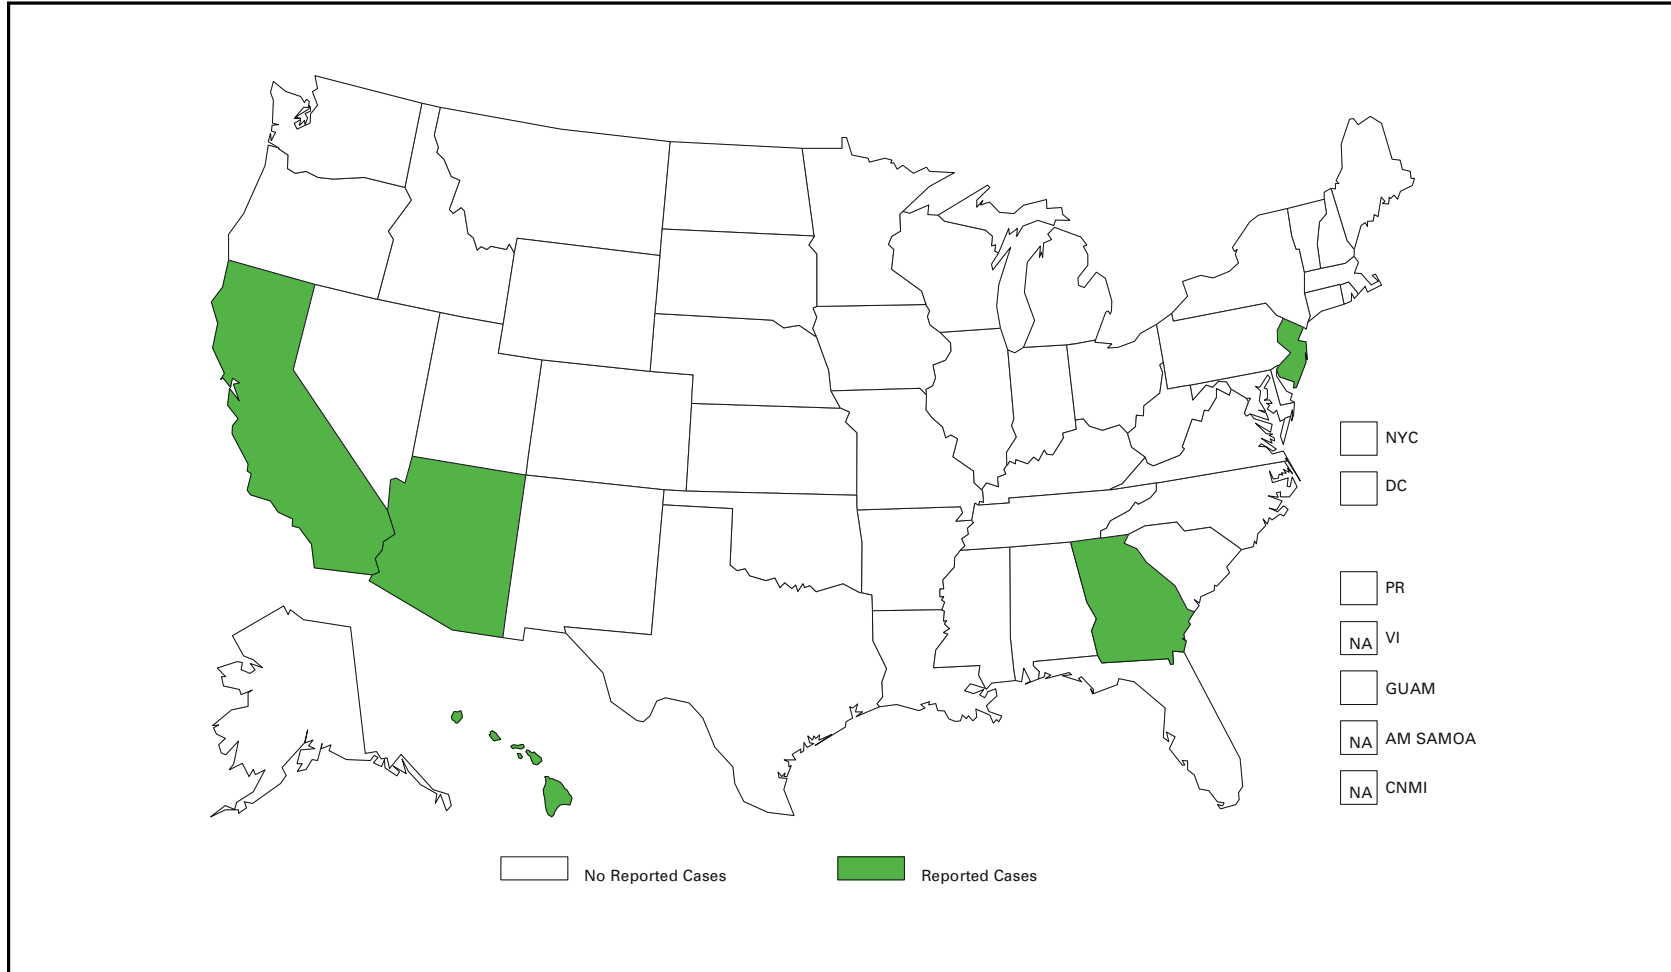 NYC
DC
PR
NA VI
GUAM
NA AM SAMOA
NA CNMI
No Reported Cases
Reported Cases